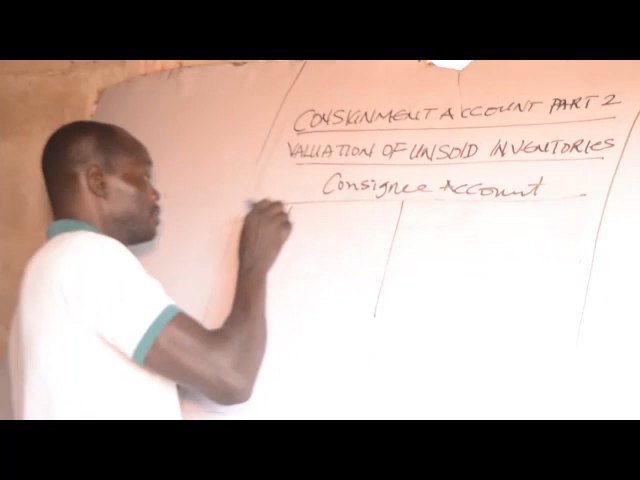 CONSIGNMENT ACCOUNT PART 2
VALUATION OF UNSOLD INVENTORIES
Consignee Account